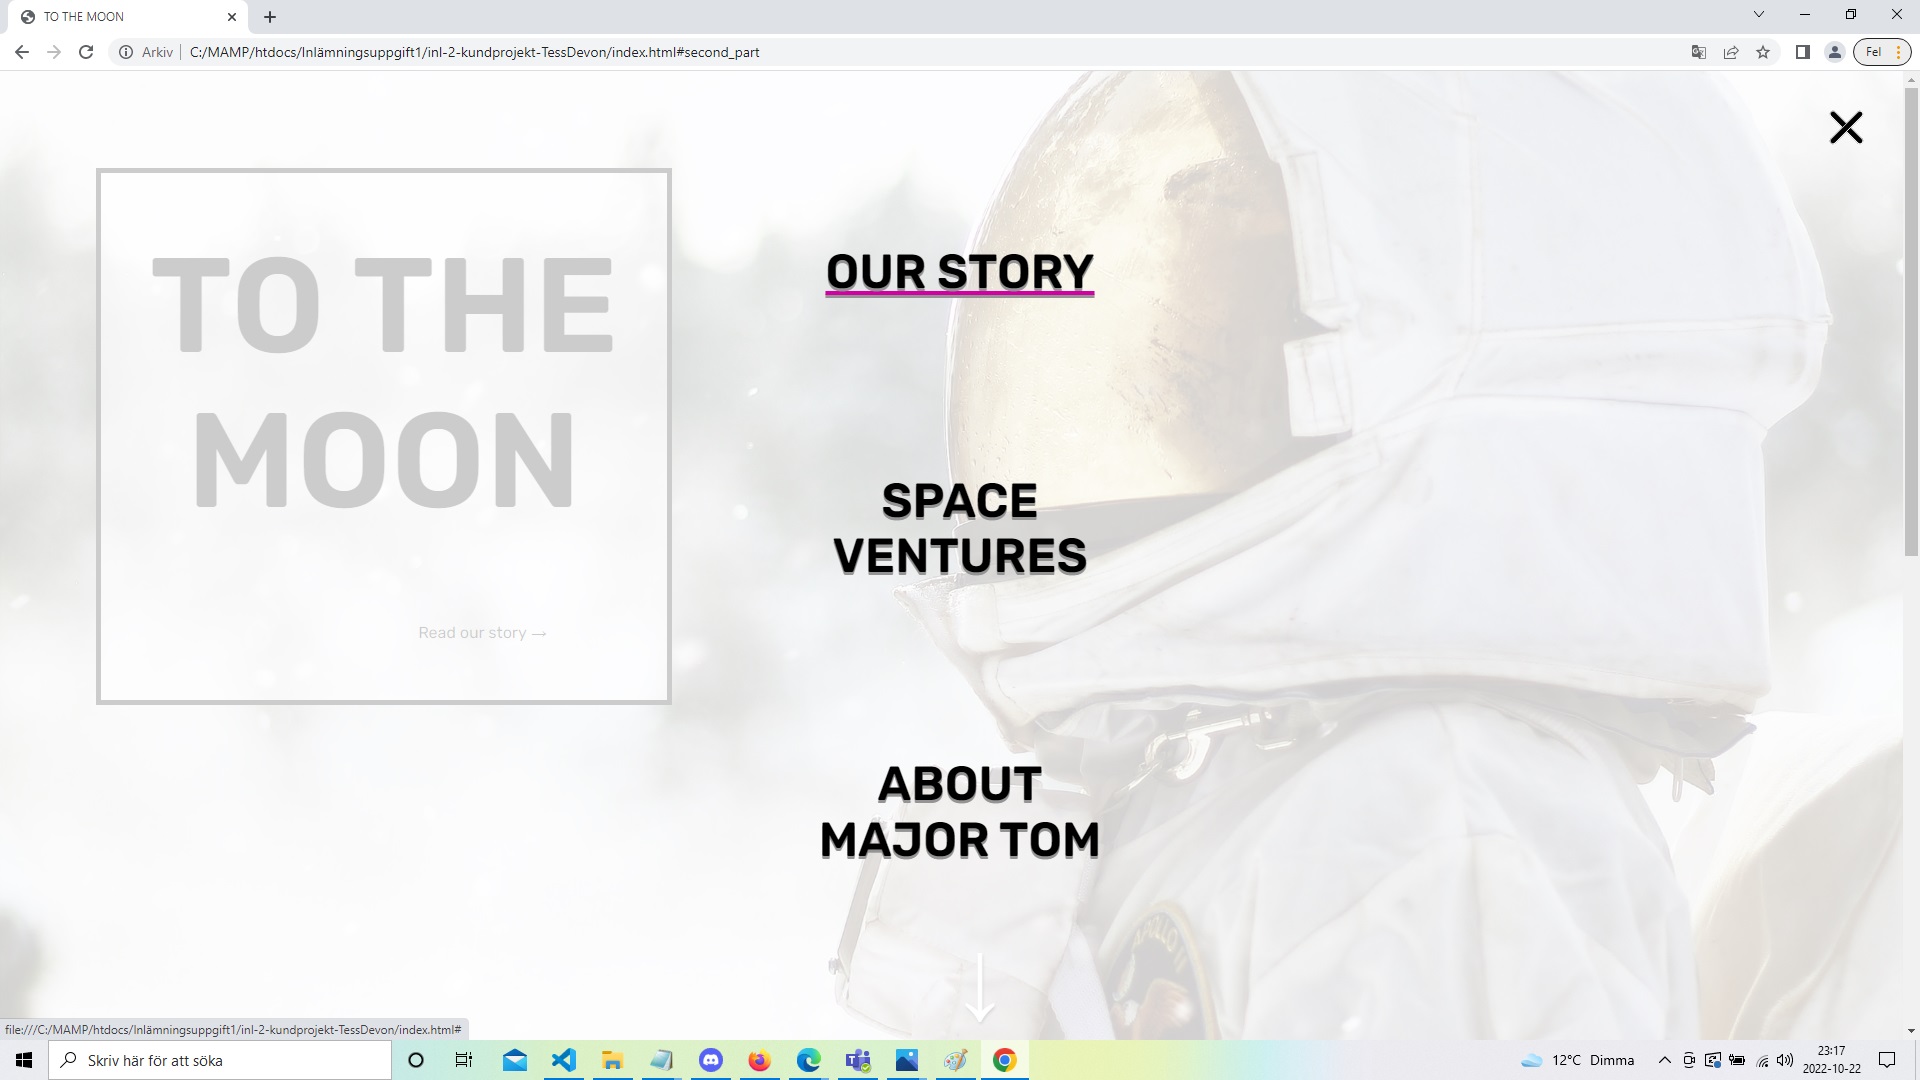 TO THE MOON
Arkiv
C:/MAMP/htdocs/Inlämningsuppgift1/inl-2-kundprojekt-TessDevon/index.html#second_part
Fel
TO THE
MOON
Read our story →
OUR STORY
SPACE
VENTURES
ABOUT
MAJOR TOM
file:///C:/MAMP/htdocs/Inlämningsuppgift1/inl-2-kundprojekt-TessDevon/index.html#
Skriv här för att söka
12°C Dimma
23:17
2022-10-22